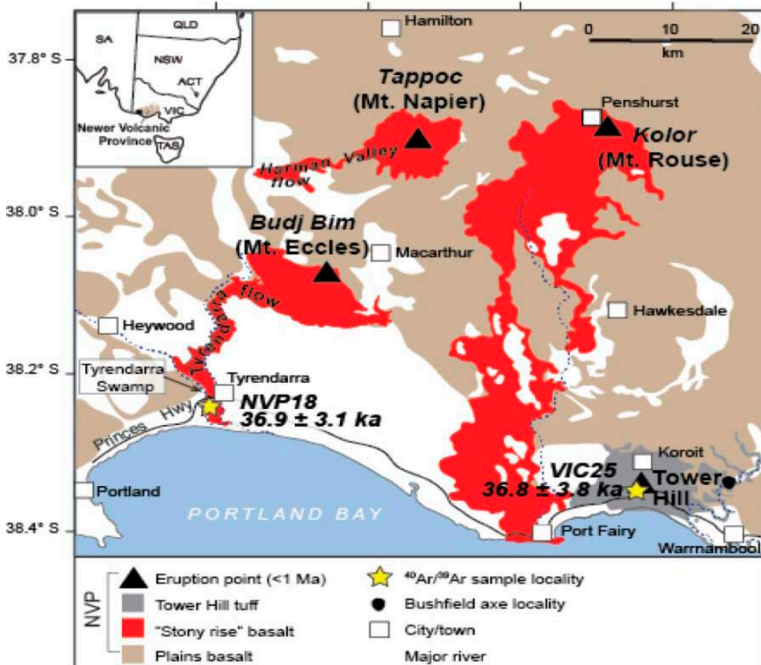 SA
QLD
NSW
ACT
VIC
Newer Volcanic
Province
TAS
Hamilton
0 10 20
km
37.8° S
Tappoc
(Mt. Napier)
Penshurst
Kolor
(Mt. Rouse)
Harman Valley
flow
38.0° S
Budj Bim
(Mt. Eccles)
Macarthur
Tyrendarra
flow
Heywood
Hawkesdale
38.2° S
Tyrendarra
Swamp
Tyrendarra
NVP18
36.9 ± 3.1 ka
Princes Hwy
VIC25
36.8 ± 3.8 ka
Koroit
Tower
Hill
Portland
PORTLAND BAY
38.4° S
Port Fairy
Warrnambool
NVP
Eruption point (<1 Ma)
Tower Hill tuff
"Stony rise" basalt
Plains basalt
⁴⁰Ar/³⁹Ar sample locality
Bushfield axe locality
City/town
Major river